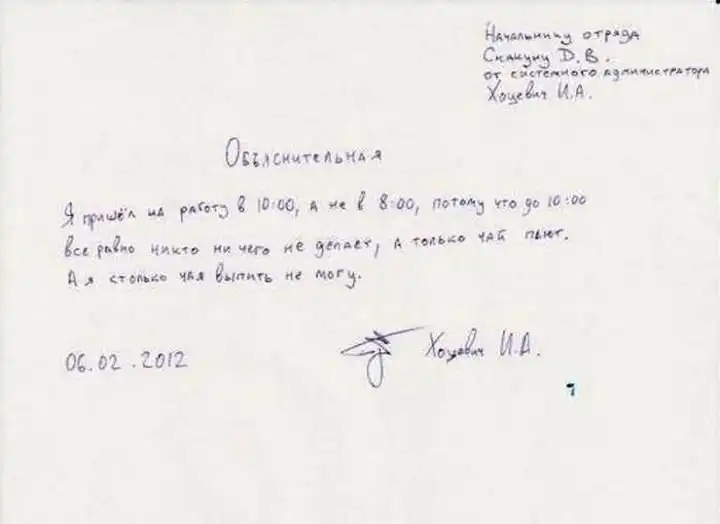 Начальнику отряда
Скакуну D.В.
от системного администратора
Хоцевич И.А.
Объяснительная
Я пришёл на работу в 10:00, а не в 8:00, потому что до 10:00
все равно никто ни чего не делает, а только чай пьют.
А я столько чая выпить не могу.
06.02.2012
Хоцевич И.А.